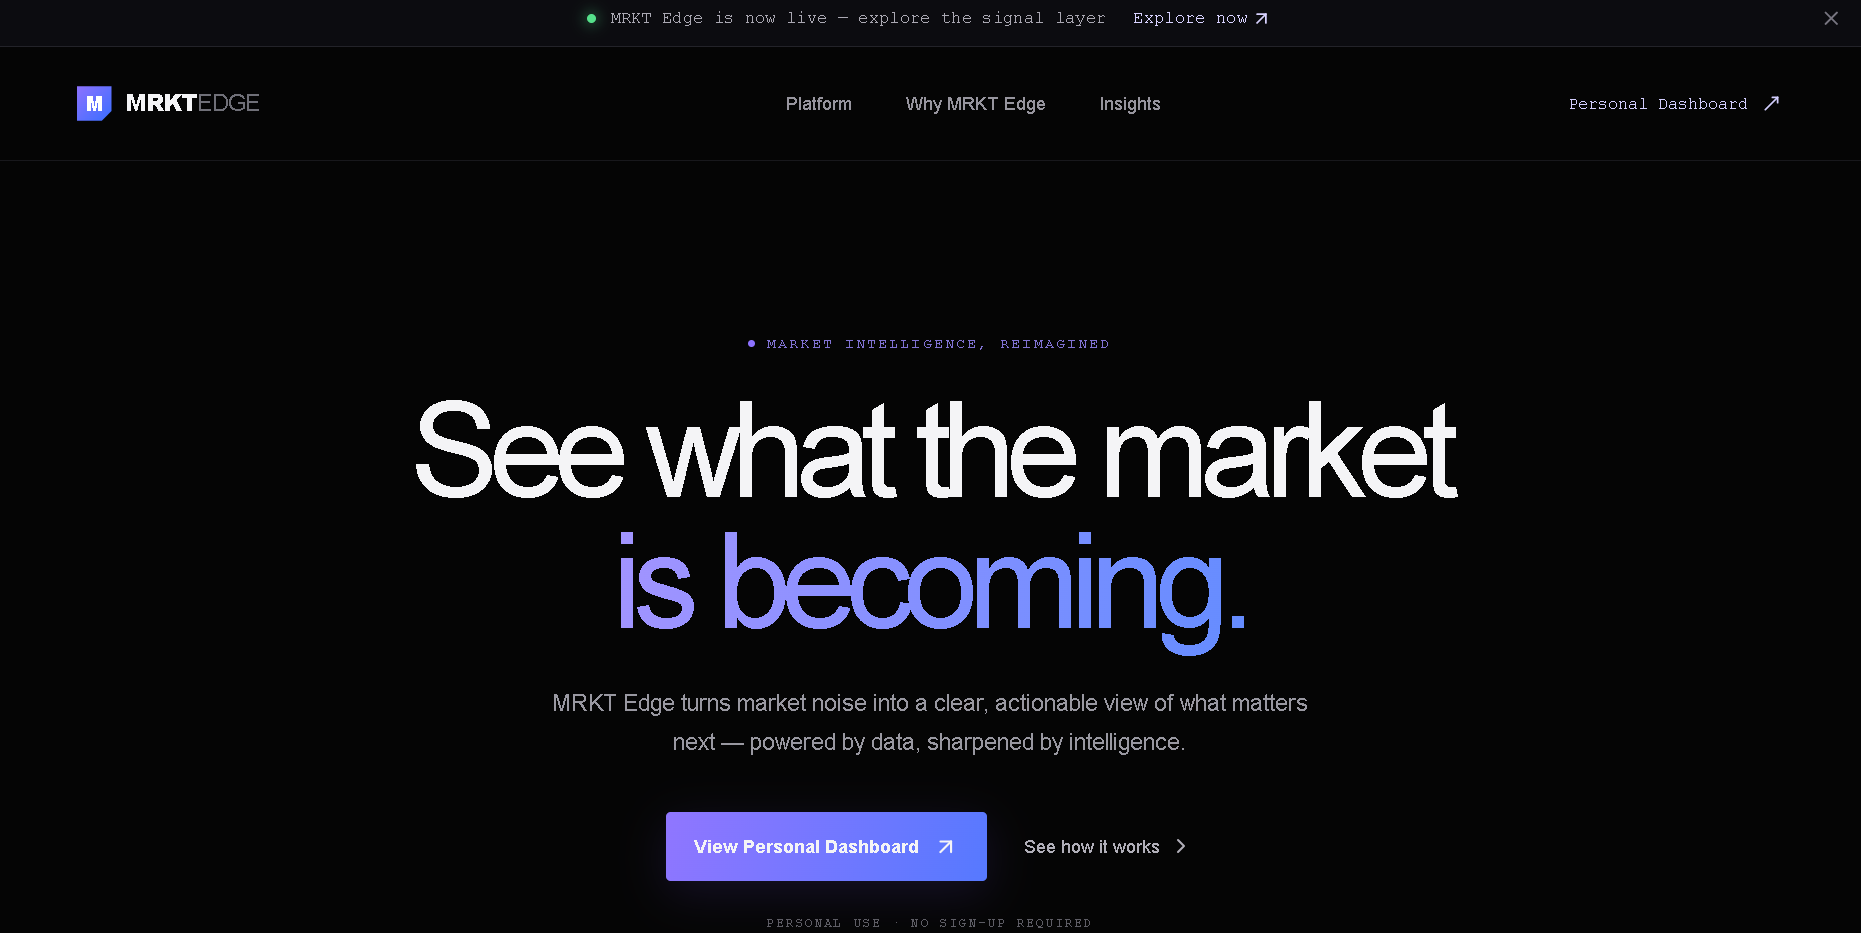 MRKT Edge is now live — explore the signal layer Explore now
M MRKTEDGE
Platform Why MRKT Edge Insights
Personal Dashboard
MARKET INTELLIGENCE, REIMAGINED
See what the market
is becoming.
MRKT Edge turns market noise into a clear, actionable view of what matters
next — powered by data, sharpened by intelligence.
View Personal Dashboard
See how it works
PERSONAL USE · NO SIGN-UP REQUIRED